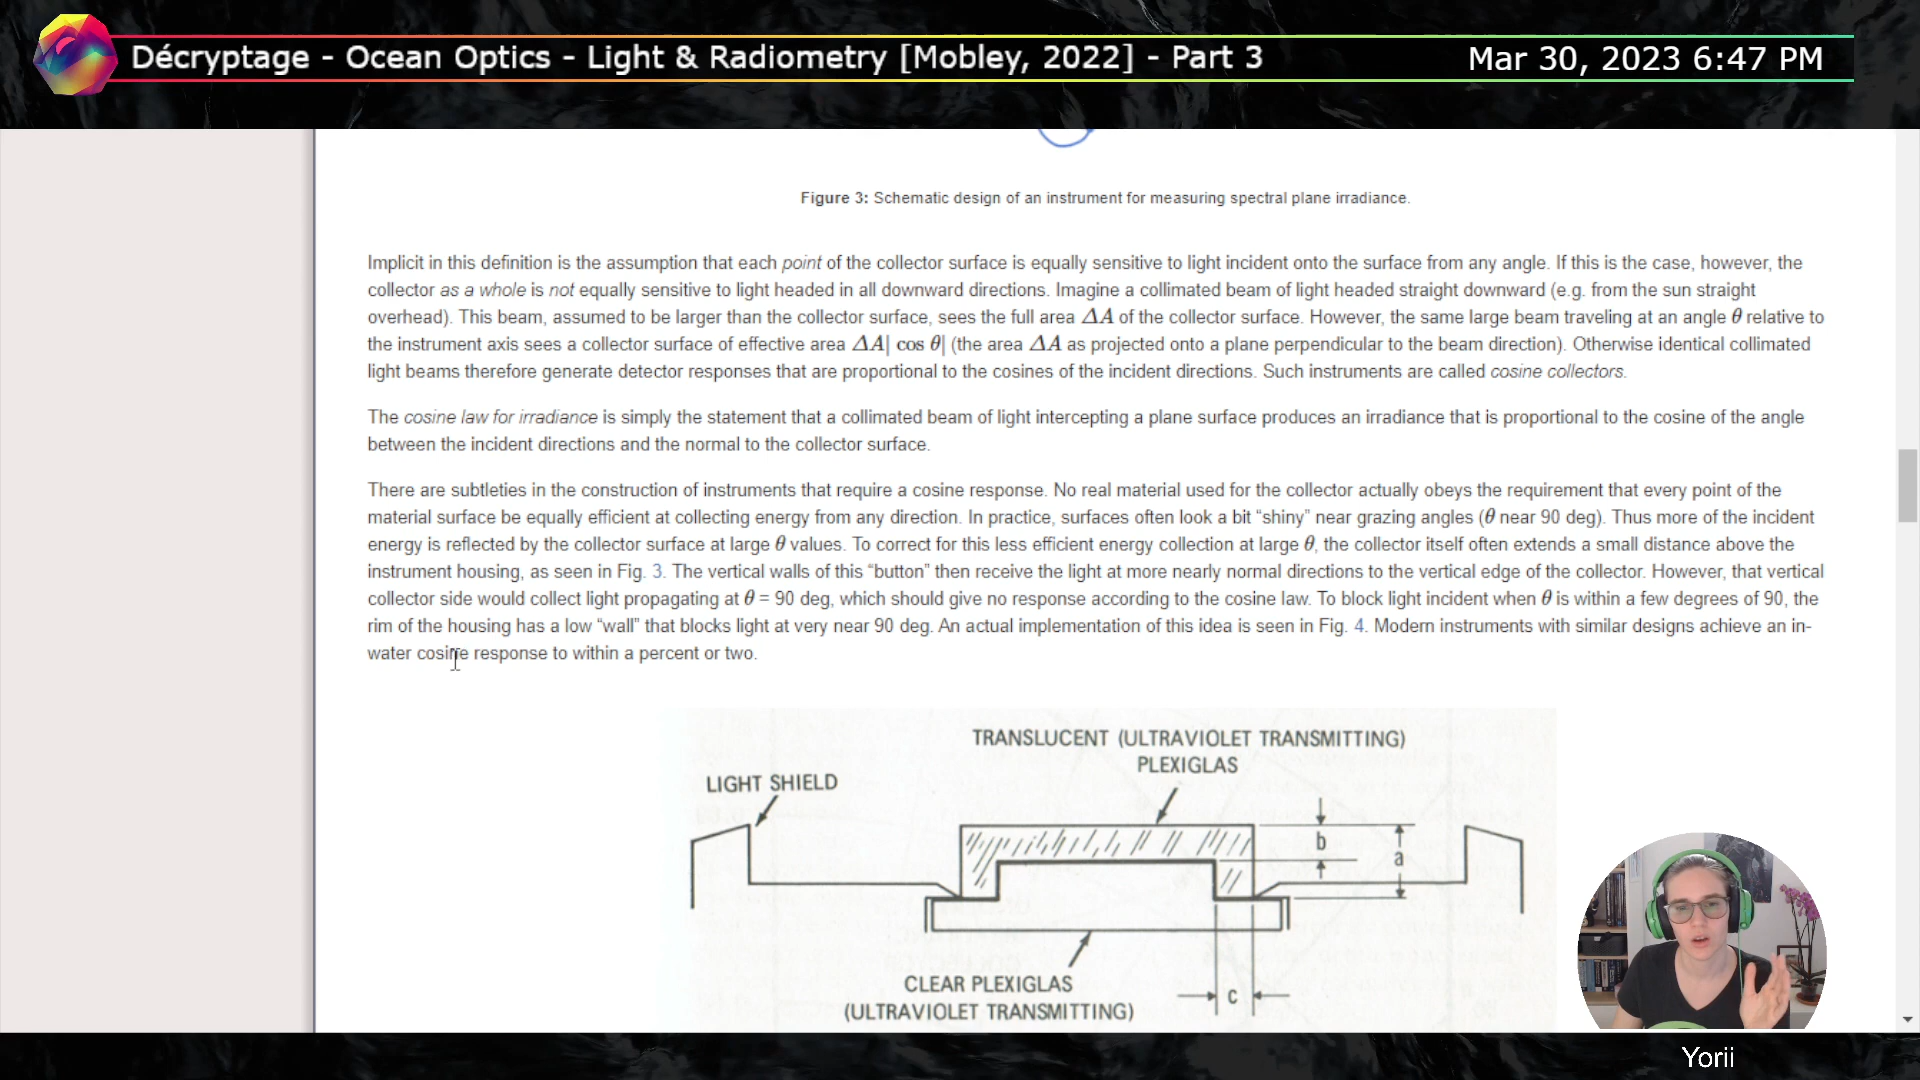 Décryptage - Ocean Optics - Light & Radiometry [Mobley, 2022] - Part 3
Mar 30, 2023 6:47 PM
Figure 3: Schematic design of an instrument for measuring spectral plane irradiance.
Implicit in this definition is the assumption that each point of the collector surface is equally sensitive to light incident onto the surface from any angle. If this is the case, however, the
collector as a whole is not equally sensitive to light headed in all downward directions. Imagine a collimated beam of light headed straight downward (e.g. from the sun straight
overhead). This beam, assumed to be larger than the collector surface, sees the full area ΔA of the collector surface. However, the same large beam traveling at an angle θ relative to
the instrument axis sees a collector surface of effective area ΔA| cos θ| (the area ΔA as projected onto a plane perpendicular to the beam direction). Otherwise identical collimated
light beams therefore generate detector responses that are proportional to the cosines of the incident directions. Such instruments are called cosine collectors.
The cosine law for irradiance is simply the statement that a collimated beam of light intercepting a plane surface produces an irradiance that is proportional to the cosine of the angle
between the incident directions and the normal to the collector surface.
There are subtleties in the construction of instruments that require a cosine response. No real material used for the collector actually obeys the requirement that every point of the
material surface be equally efficient at collecting energy from any direction. In practice, surfaces often look a bit “shiny” near grazing angles (θ near 90 deg). Thus more of the incident
energy is reflected by the collector surface at large θ values. To correct for this less efficient energy collection at large θ, the collector itself often extends a small distance above the
instrument housing, as seen in Fig. 3. The vertical walls of this “button” then receive the light at more nearly normal directions to the vertical edge of the collector. However, that vertical
collector side would collect light propagating at θ = 90 deg, which should give no response according to the cosine law. To block light incident when θ is within a few degrees of 90, the
rim of the housing has a low “wall” that blocks light at very near 90 deg. An actual implementation of this idea is seen in Fig. 4. Modern instruments with similar designs achieve an in-
water cosine response to within a percent or two.
TRANSLUCENT (ULTRAVIOLET TRANSMITTING)
PLEXIGLAS
LIGHT SHIELD
b
a
CLEAR PLEXIGLAS
(ULTRAVIOLET TRANSMITTING)
c
Yorii